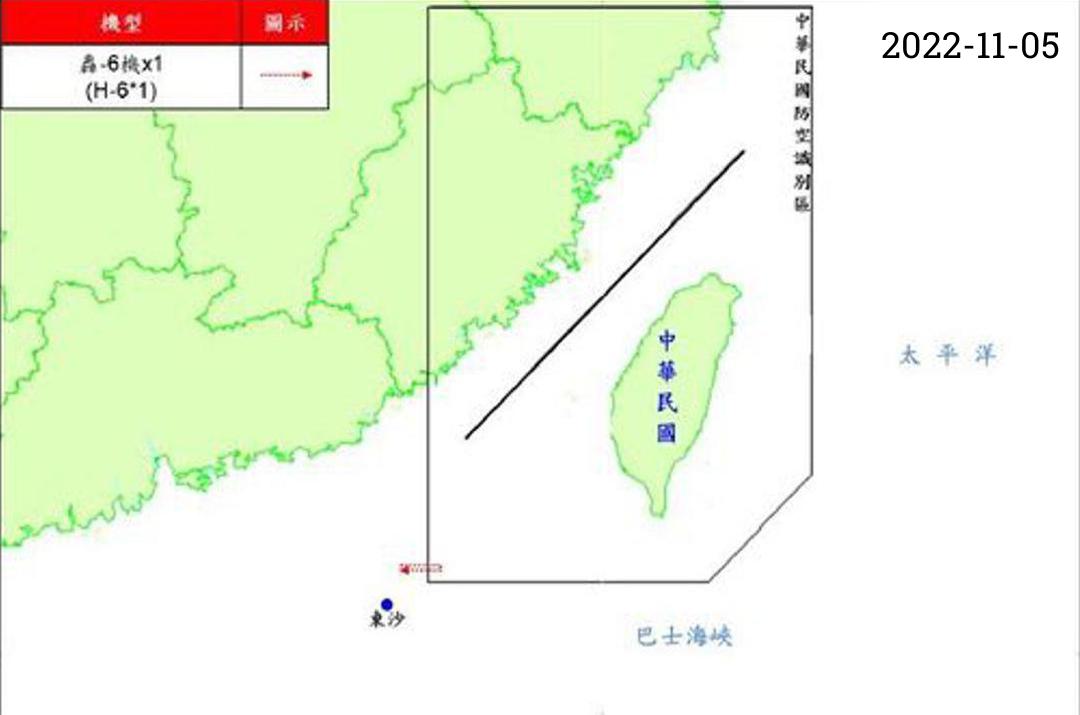 機型 圖示
轟-6機x1
(H-6*1)
2022-11-05
中華民國防空識別區
中華民國
太平洋
東沙
巴士海峽